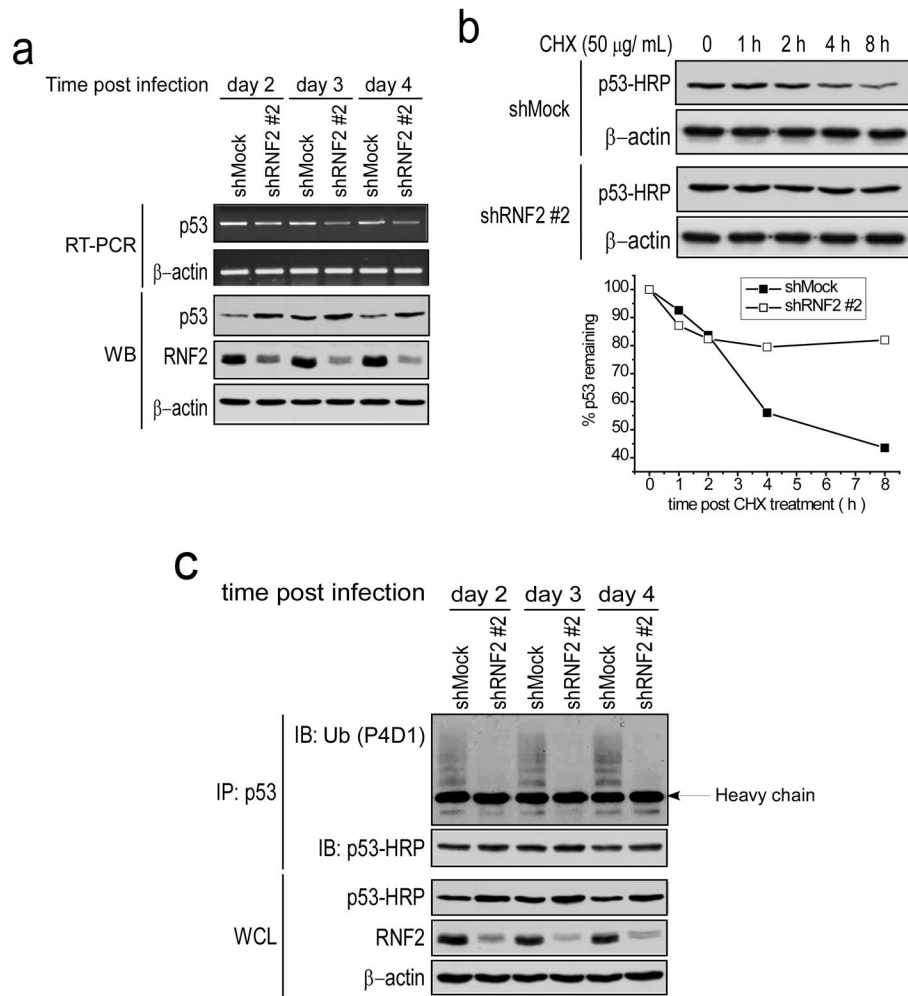 a
Time post infection day 2 day 3 day 4
shMock shRNF2 #2 shMock shRNF2 #2 shMock shRNF2 #2
RT-PCR
p53
β−actin
WB
p53
RNF2
β−actin
b
CHX (50 μg/ mL) 0 1 h 2 h 4 h 8 h
shMock
p53-HRP
β−actin
shRNF2 #2
p53-HRP
β−actin
shMock
shRNF2 #2
% p53 remaining
100
90
80
70
60
50
40
0 1 2 3 4 5 6 7 8
time post CHX treatment ( h )
c
time post infection day 2 day 3 day 4
shMock shRNF2 #2 shMock shRNF2 #2 shMock shRNF2 #2
IP: p53
IB: Ub (P4D1)
Heavy chain
IB: p53-HRP
WCL
p53-HRP
RNF2
β−actin